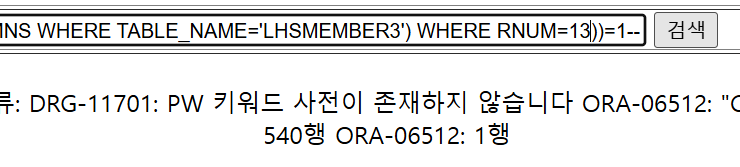 MNS WHERE TABLE_NAME='LHSMEMBER3') WHERE RNUM=13))=1-- 검색
류: DRG-11701: PW 키워드 사전이 존재하지 않습니다 ORA-06512: "C
540행 ORA-06512: 1행